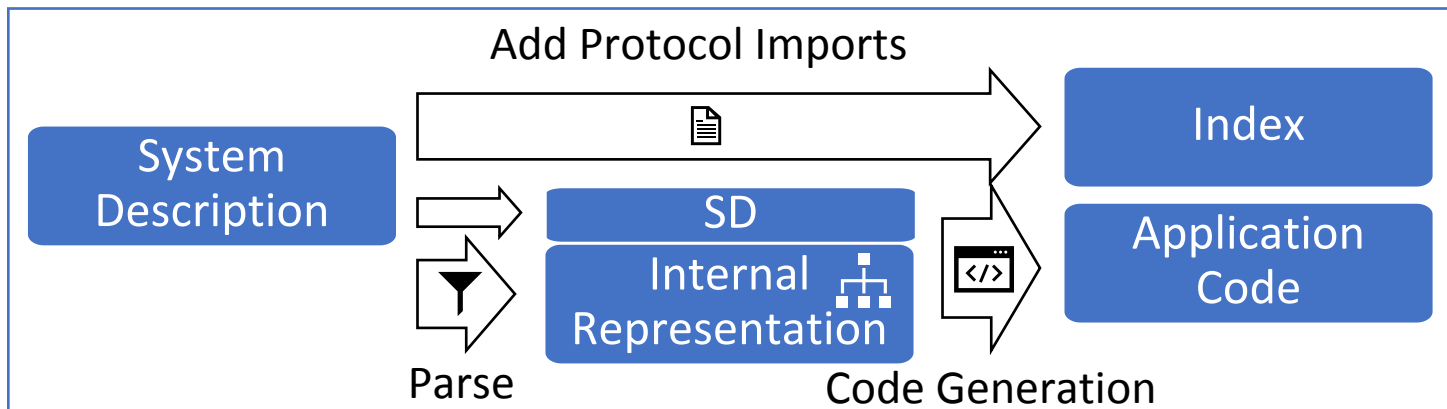 Add Protocol Imports
System
Description
SD
Internal
Representation
</>
Index
Application
Code
Parse
Code Generation